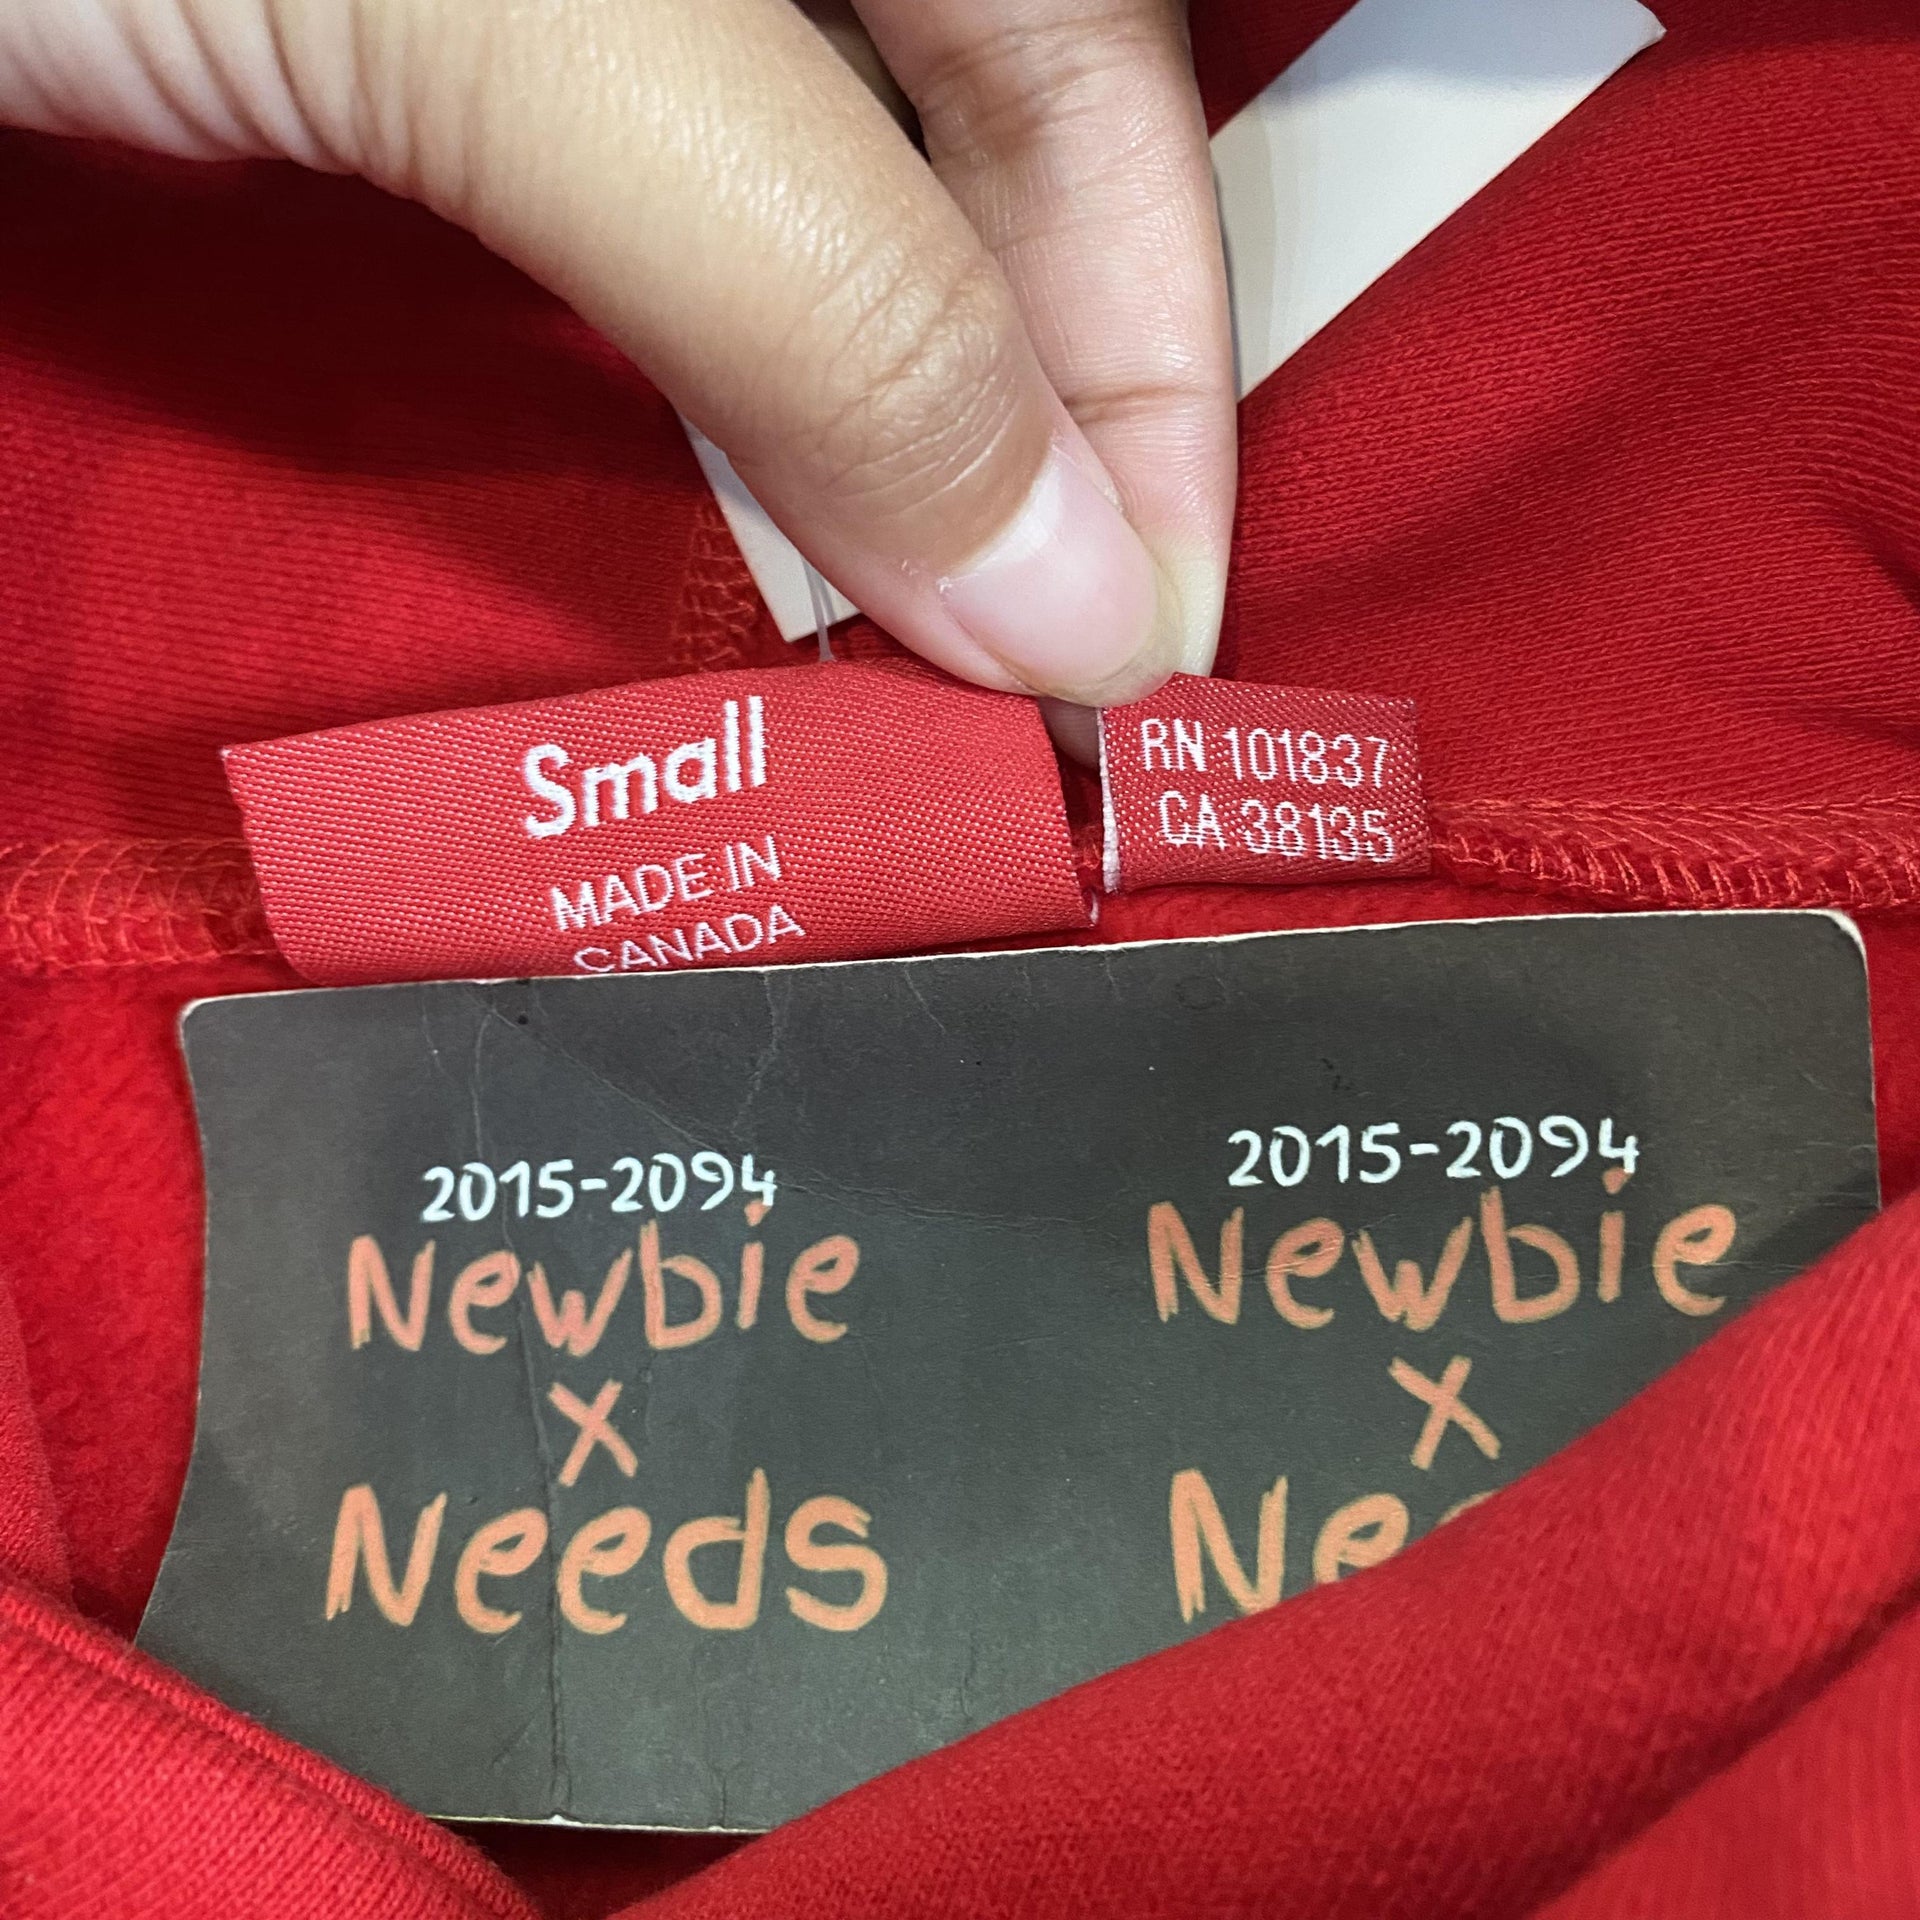 Small
MADE IN
CANADA
RN 101837
CA 38135
2015-2094
Newbie
x
Needs
2015-2094
Newbie
x